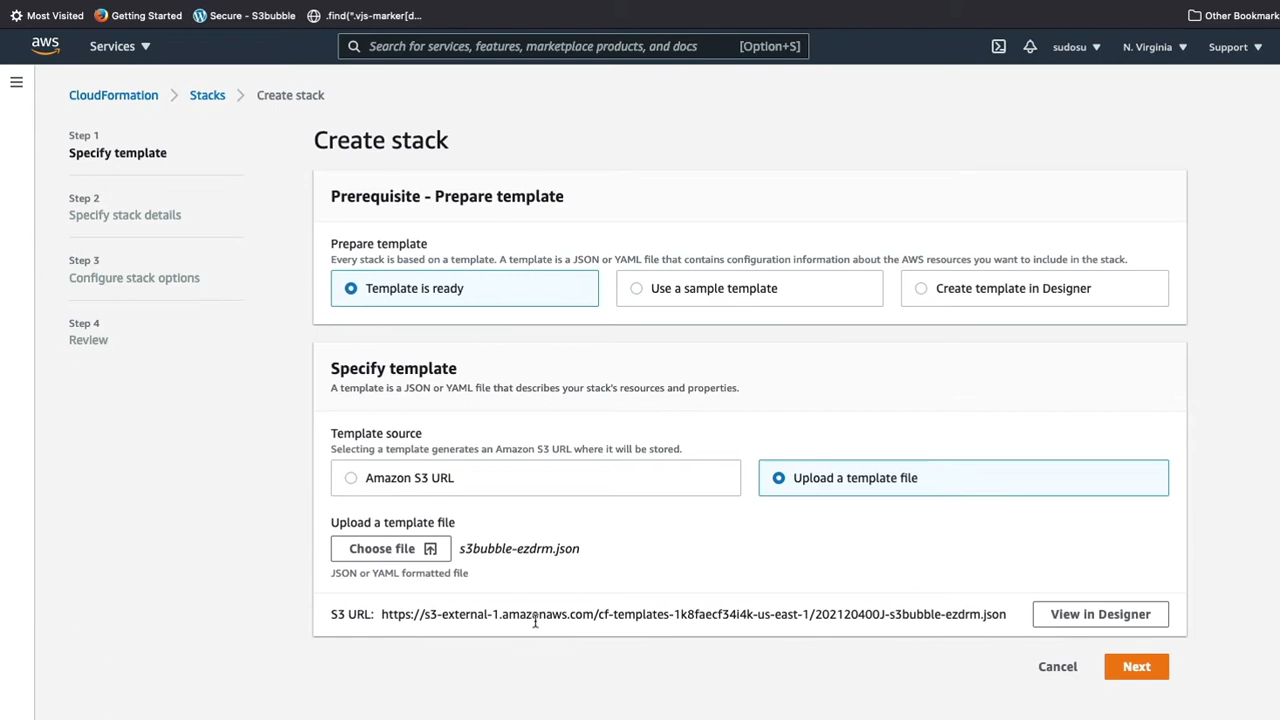 Most Visited Getting Started Secure - S3bubble .find(*.vjs-marker[d... Other Bookmark
aws Services Search for services, features, marketplace products, and docs [Option+S] sudosu N. Virginia Support
CloudFormation Stacks Create stack
Step 1
Specify template
Step 2
Specify stack details
Step 3
Configure stack options
Step 4
Review
Create stack
Prerequisite - Prepare template
Prepare template
Every stack is based on a template. A template is a JSON or YAML file that contains configuration information about the AWS resources you want to include in the stack.
Template is ready Use a sample template Create template in Designer
Specify template
A template is a JSON or YAML file that describes your stack's resources and properties.
Template source
Selecting a template generates an Amazon S3 URL where it will be stored.
Amazon S3 URL Upload a template file
Upload a template file
Choose file s3bubble-ezdrm.json
JSON or YAML formatted file
S3 URL: https://s3-external-1.amazonaws.com/cf-templates-1k8faecf34i4k-us-east-1/202120400J-s3bubble-ezdrm.json View in Designer
Cancel Next